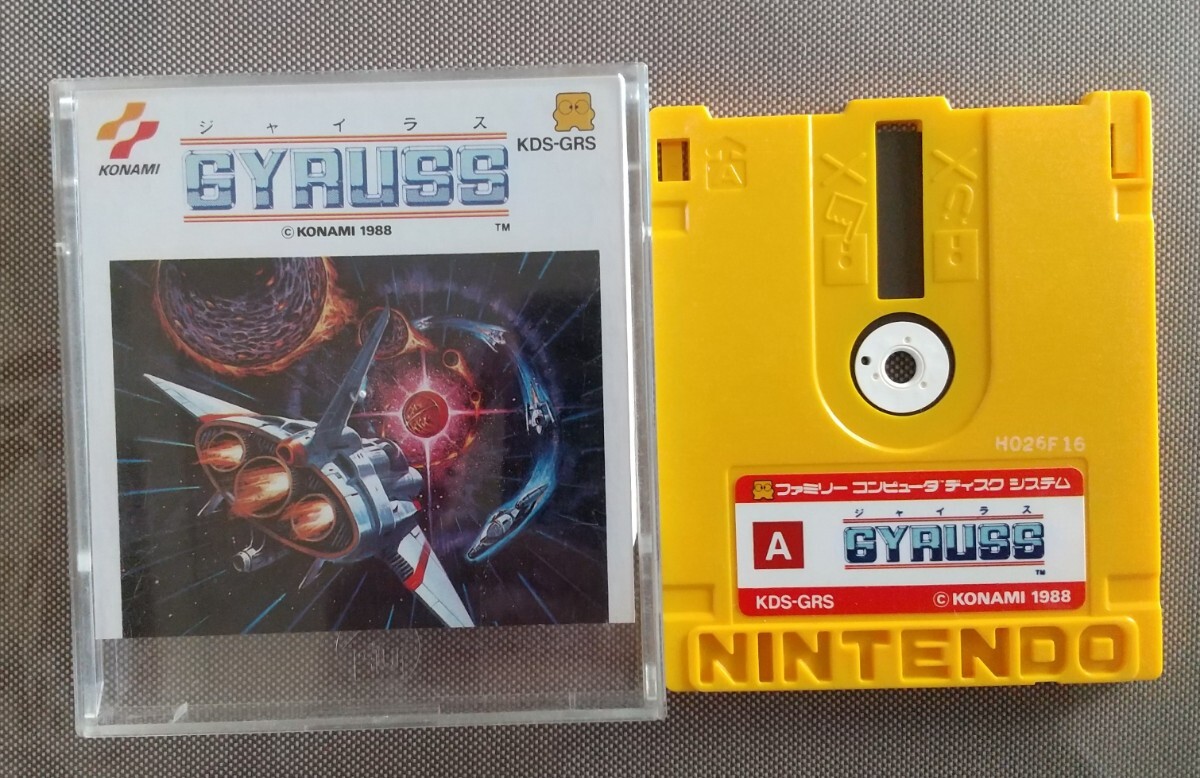 KONAMI
ジャイラス
GYRUSS
KDS-GRS
© KONAMI 1988
TM
H026F16
ファミリー コンピュータ ディスク システム
TM
A
ジャイラス
GYRUSS
TM
KDS-GRS
© KONAMI 1988
NINTENDO